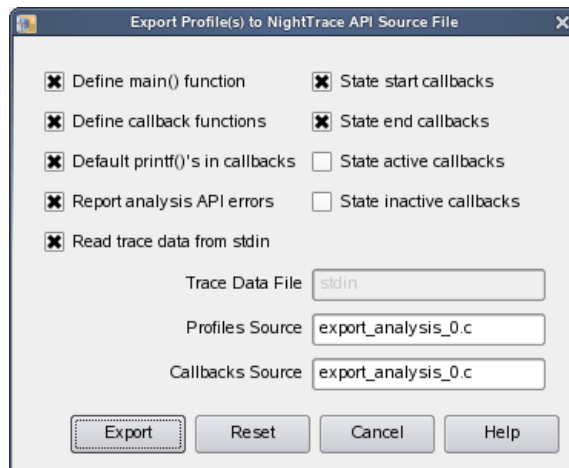 Export Profile(s) to NightTrace API Source File
Define main() function State start callbacks
Define callback functions State end callbacks
Default printf()'s in callbacks State active callbacks
Report analysis API errors State inactive callbacks
Read trace data from stdin
Trace Data File stdin
Profiles Source export_analysis_0.c
Callbacks Source export_analysis_0.c
Export Reset Cancel Help